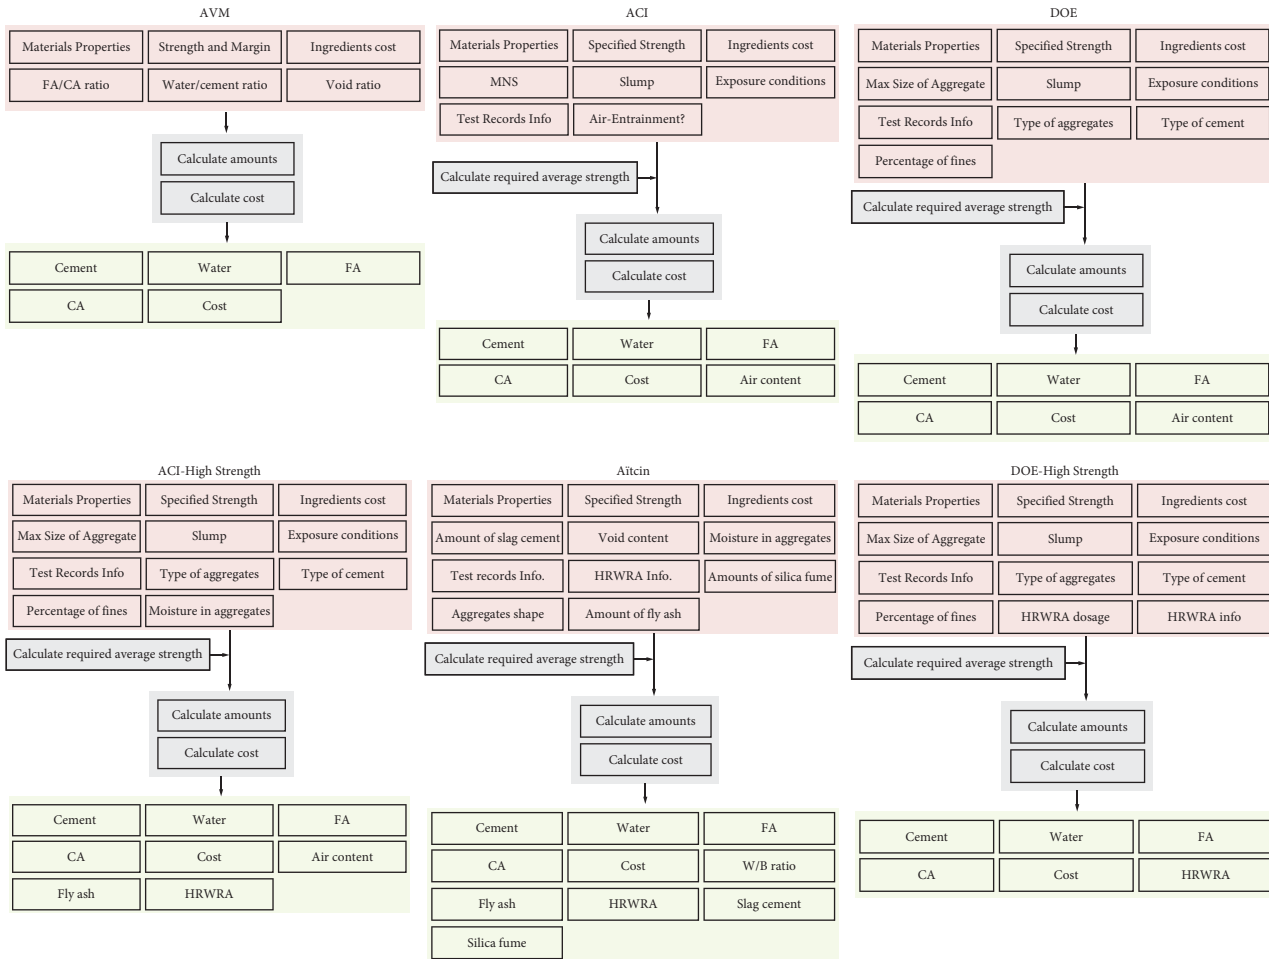 AVM
Materials Properties
Strength and Margin
Ingredients cost
FA/CA ratio
Water/cement ratio
Void ratio
Calculate amounts
Calculate cost
Cement
Water
FA
CA
Cost
ACI
Materials Properties
Specified Strength
Ingredients cost
MNS
Slump
Exposure conditions
Test Records Info
Air-Entrainment?
Calculate required average strength
Calculate amounts
Calculate cost
Cement
Water
FA
CA
Cost
Air content
DOE
Materials Properties
Specified Strength
Ingredients cost
Max Size of Aggregate
Slump
Exposure conditions
Test Records Info
Type of aggregates
Type of cement
Percentage of fines
Calculate required average strength
Calculate amounts
Calculate cost
Cement
Water
FA
CA
Cost
Air content
ACI-High Strength
Materials Properties
Specified Strength
Ingredients cost
Max Size of Aggregate
Slump
Exposure conditions
Test Records Info
Type of aggregates
Type of cement
Percentage of fines
Moisture in aggregates
Calculate required average strength
Calculate amounts
Calculate cost
Cement
Water
FA
CA
Cost
Air content
Fly ash
HRWRA
Aïtcin
Materials Properties
Specified Strength
Ingredients cost
Amount of slag cement
Void content
Moisture in aggregates
Test records Info.
HRWRA Info.
Amounts of silica fume
Aggregates shape
Amount of fly ash
Calculate required average strength
Calculate amounts
Calculate cost
Cement
Water
FA
CA
Cost
W/B ratio
Fly ash
HRWRA
Slag cement
Silica fume
DOE-High Strength
Materials Properties
Specified Strength
Ingredients cost
Max Size of Aggregate
Slump
Exposure conditions
Test Records Info
Type of aggregates
Type of cement
Percentage of fines
HRWRA dosage
HRWRA info
Calculate required average strength
Calculate amounts
Calculate cost
Cement
Water
FA
CA
Cost
HRWRA